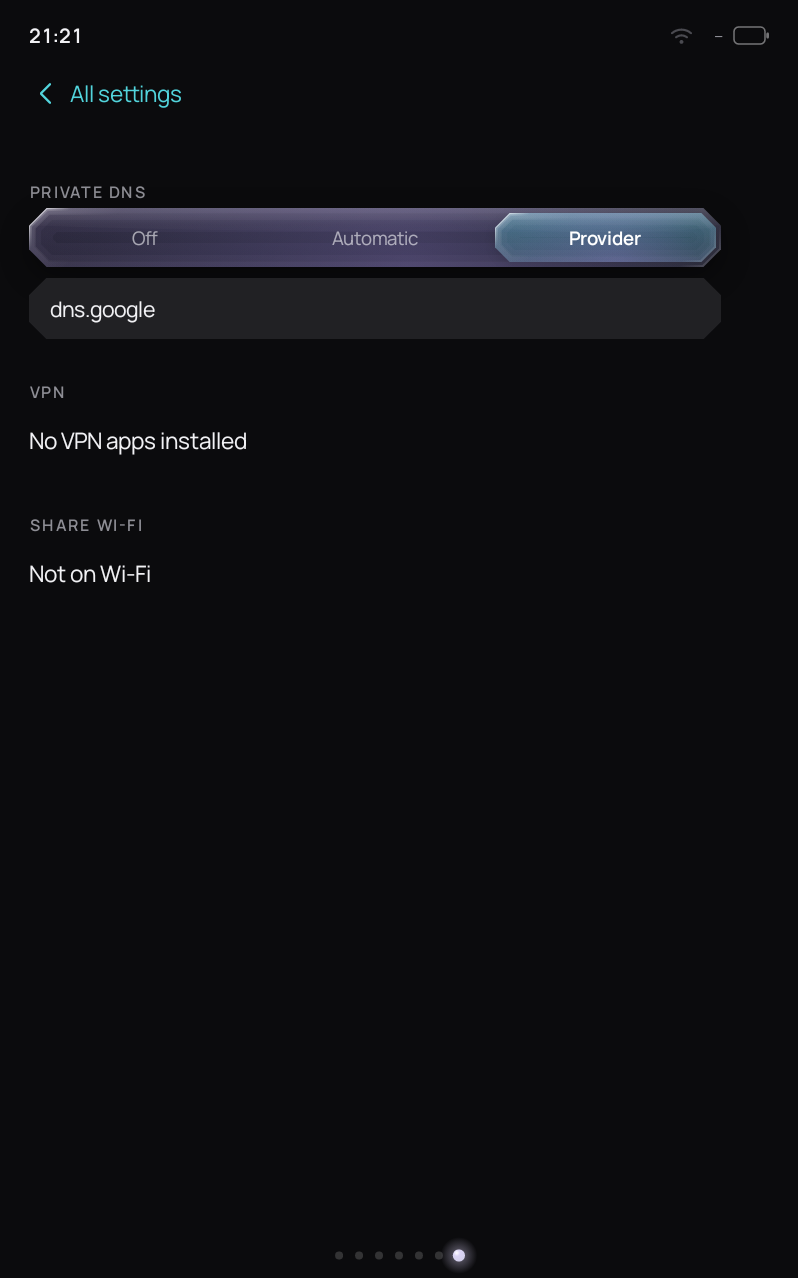 21:21
All settings
PRIVATE DNS
Off Automatic Provider
dns.google
VPN
No VPN apps installed
SHARE WI-FI
Not on Wi-Fi